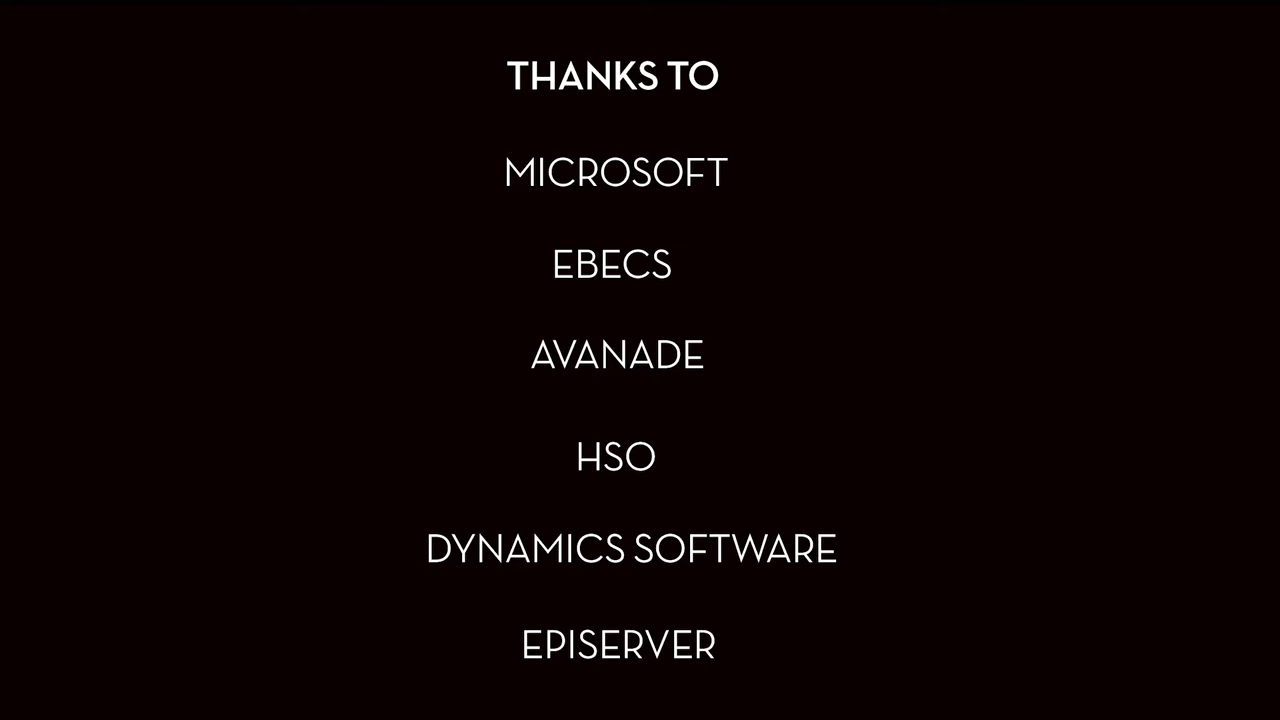 THANKS TO
MICROSOFT
EBECS
AVANADE
HSO
DYNAMICS SOFTWARE
EPISERVER